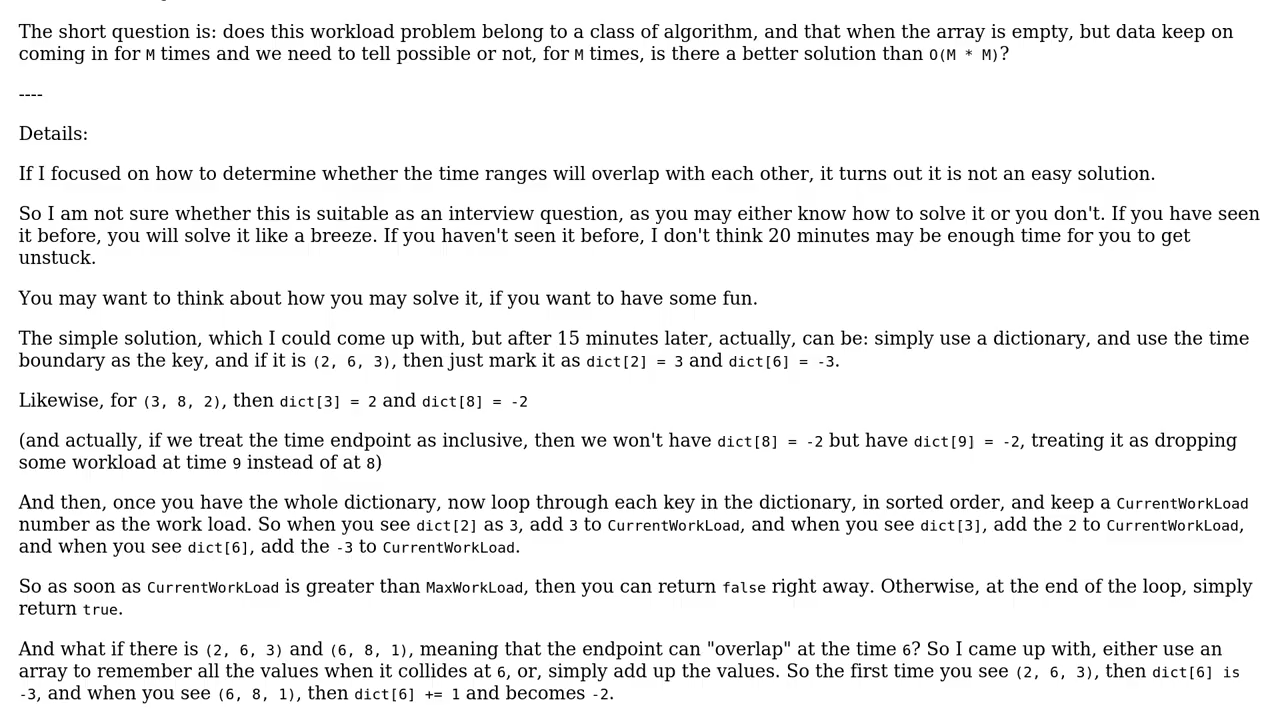 The short question is: does this workload problem belong to a class of algorithm, and that when the array is empty, but data keep on
coming in for M times and we need to tell possible or not, for M times, is there a better solution than O(M * M)?
----
Details:
If I focused on how to determine whether the time ranges will overlap with each other, it turns out it is not an easy solution.
So I am not sure whether this is suitable as an interview question, as you may either know how to solve it or you don't. If you have seen
it before, you will solve it like a breeze. If you haven't seen it before, I don't think 20 minutes may be enough time for you to get
unstuck.
You may want to think about how you may solve it, if you want to have some fun.
The simple solution, which I could come up with, but after 15 minutes later, actually, can be: simply use a dictionary, and use the time
boundary as the key, and if it is (2, 6, 3), then just mark it as dict[2] = 3 and dict[6] = -3.
Likewise, for (3, 8, 2), then dict[3] = 2 and dict[8] = -2
(and actually, if we treat the time endpoint as inclusive, then we won't have dict[8] = -2 but have dict[9] = -2, treating it as dropping
some workload at time 9 instead of at 8)
And then, once you have the whole dictionary, now loop through each key in the dictionary, in sorted order, and keep a CurrentWorkLoad
number as the work load. So when you see dict[2] as 3, add 3 to CurrentWorkLoad, and when you see dict[3], add the 2 to CurrentWorkLoad,
and when you see dict[6], add the -3 to CurrentWorkLoad.
So as soon as CurrentWorkLoad is greater than MaxWorkLoad, then you can return false right away. Otherwise, at the end of the loop, simply
return true.
And what if there is (2, 6, 3) and (6, 8, 1), meaning that the endpoint can "overlap" at the time 6? So I came up with, either use an
array to remember all the values when it collides at 6, or, simply add up the values. So the first time you see (2, 6, 3), then dict[6] is
-3, and when you see (6, 8, 1), then dict[6] += 1 and becomes -2.